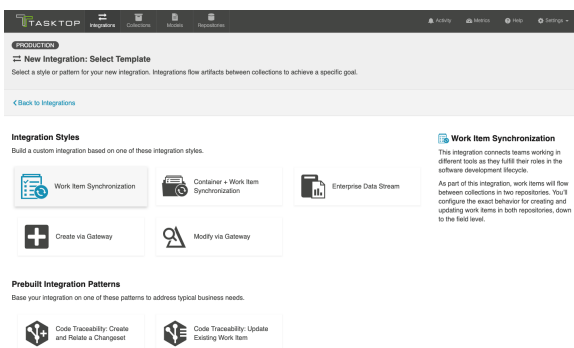 TASKTOP
Integrations
Collections
Models
Repositories
Activity
Metrics
Help
Settings
PRODUCTION
New Integration: Select Template
Select a style or pattern for your new integration. Integrations flow artifacts between collections to achieve a specific goal.
Back to Integrations
Integration Styles
Build a custom integration based on one of these integration styles.
Work Item Synchronization
Container + Work Item
Synchronization
Enterprise Data Stream
Create via Gateway
Modify via Gateway
Prebuilt Integration Patterns
Base your integration on one of these patterns to address typical business needs.
Code Traceability: Create
and Relate a Changeset
Code Traceability: Update
Existing Work Item
Work Item Synchronization
This integration connects teams working in
different tools as they fulfill their roles in the
software development lifecycle.
As part of this integration, work items will flow
between collections in two repositories. You'll
configure the exact behavior for creating and
updating work items in both repositories, down
to the field level.